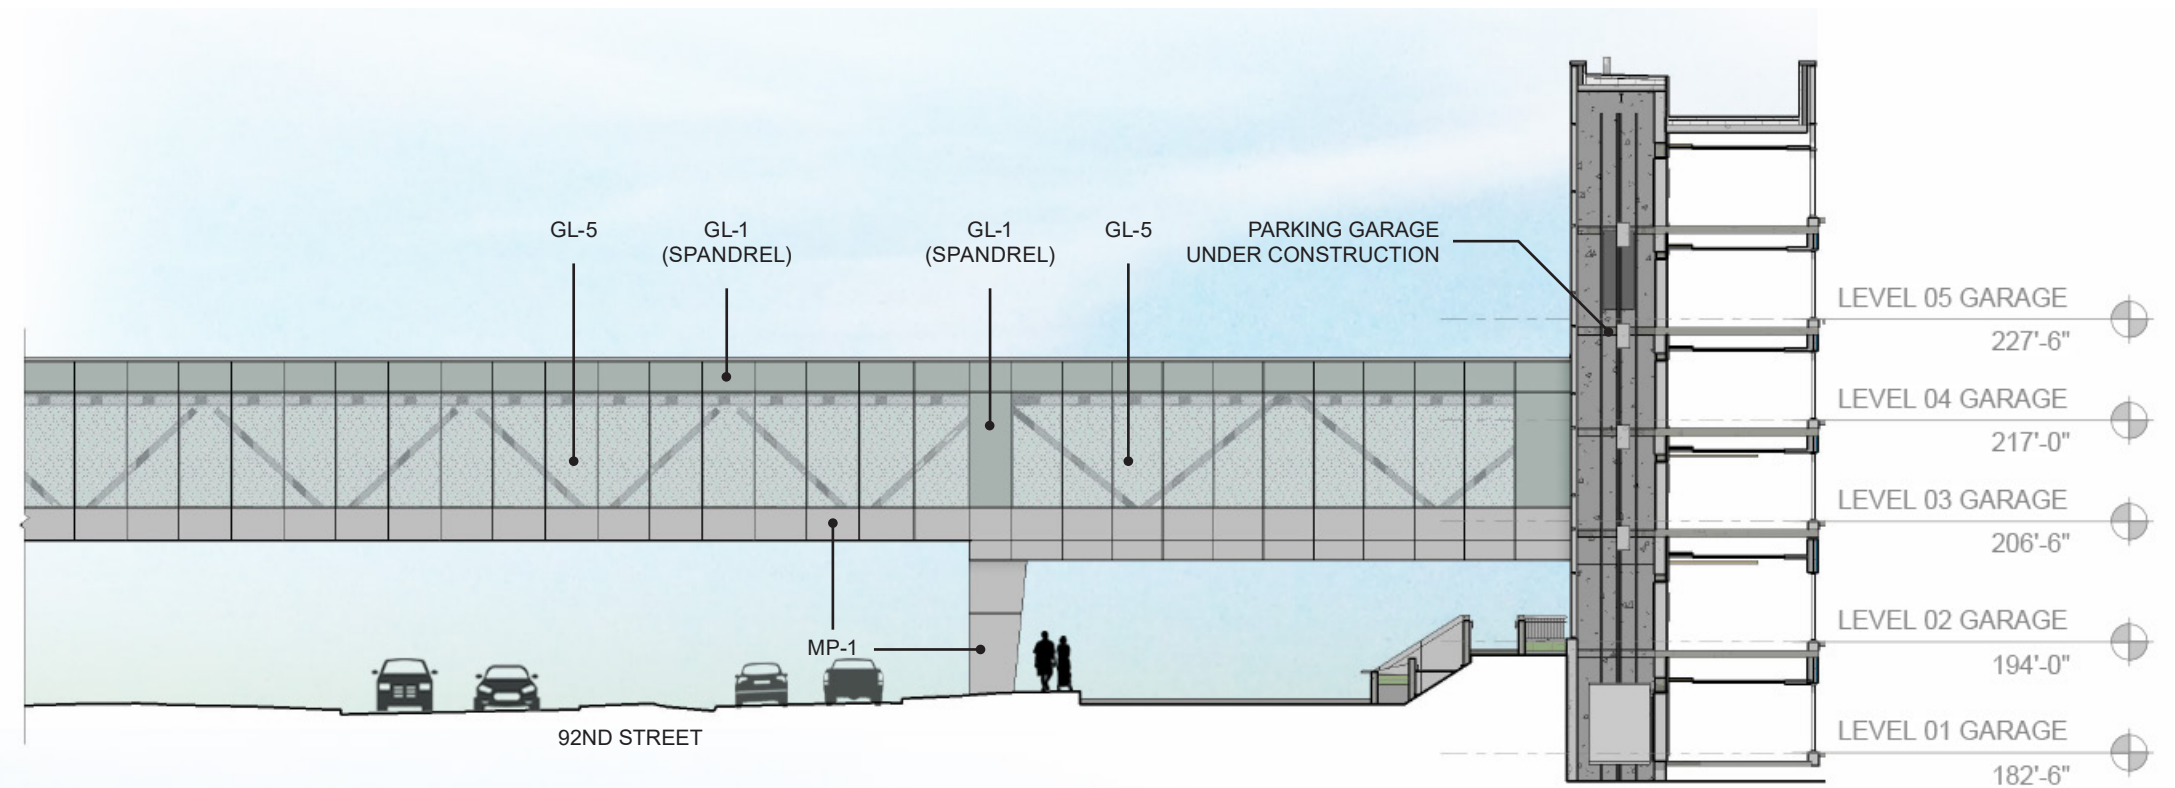 GL-5
GL-1
(SPANDREL)
GL-1
(SPANDREL)
GL-5
PARKING GARAGE
UNDER CONSTRUCTION
LEVEL 05 GARAGE
227'-6"
LEVEL 04 GARAGE
217'-0"
LEVEL 03 GARAGE
206'-6"
LEVEL 02 GARAGE
194'-0"
MP-1
92ND STREET
LEVEL 01 GARAGE
182'-6"